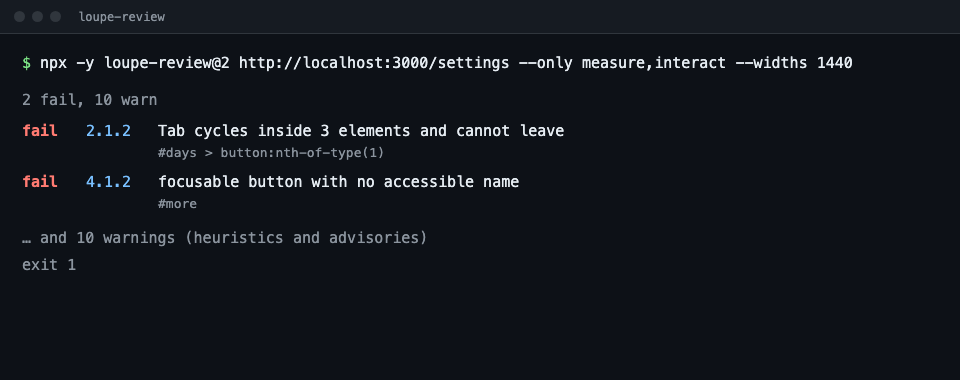 loupe-review
$ npx -y loupe-review@2 http://localhost:3000/settings --only measure,interact --widths 1440
2 fail, 10 warn
fail 2.1.2 Tab cycles inside 3 elements and cannot leave
#days > button:nth-of-type(1)
fail 4.1.2 focusable button with no accessible name
#more
… and 10 warnings (heuristics and advisories)
exit 1